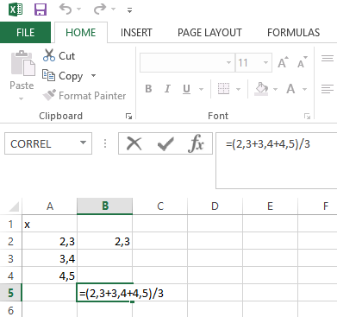 FILE HOME INSERT PAGE LAYOUT FORMULAS
Cut
Copy
Format Painter
Paste
11 A A
B I U A
Clipboard Font
CORREL fx =(2,3+3,4+4,5)/3
A B C D E F
1 x
2 2,3 2,3
3 3,4
4 4,5
5 =(2,3+3,4+4,5)/3
6